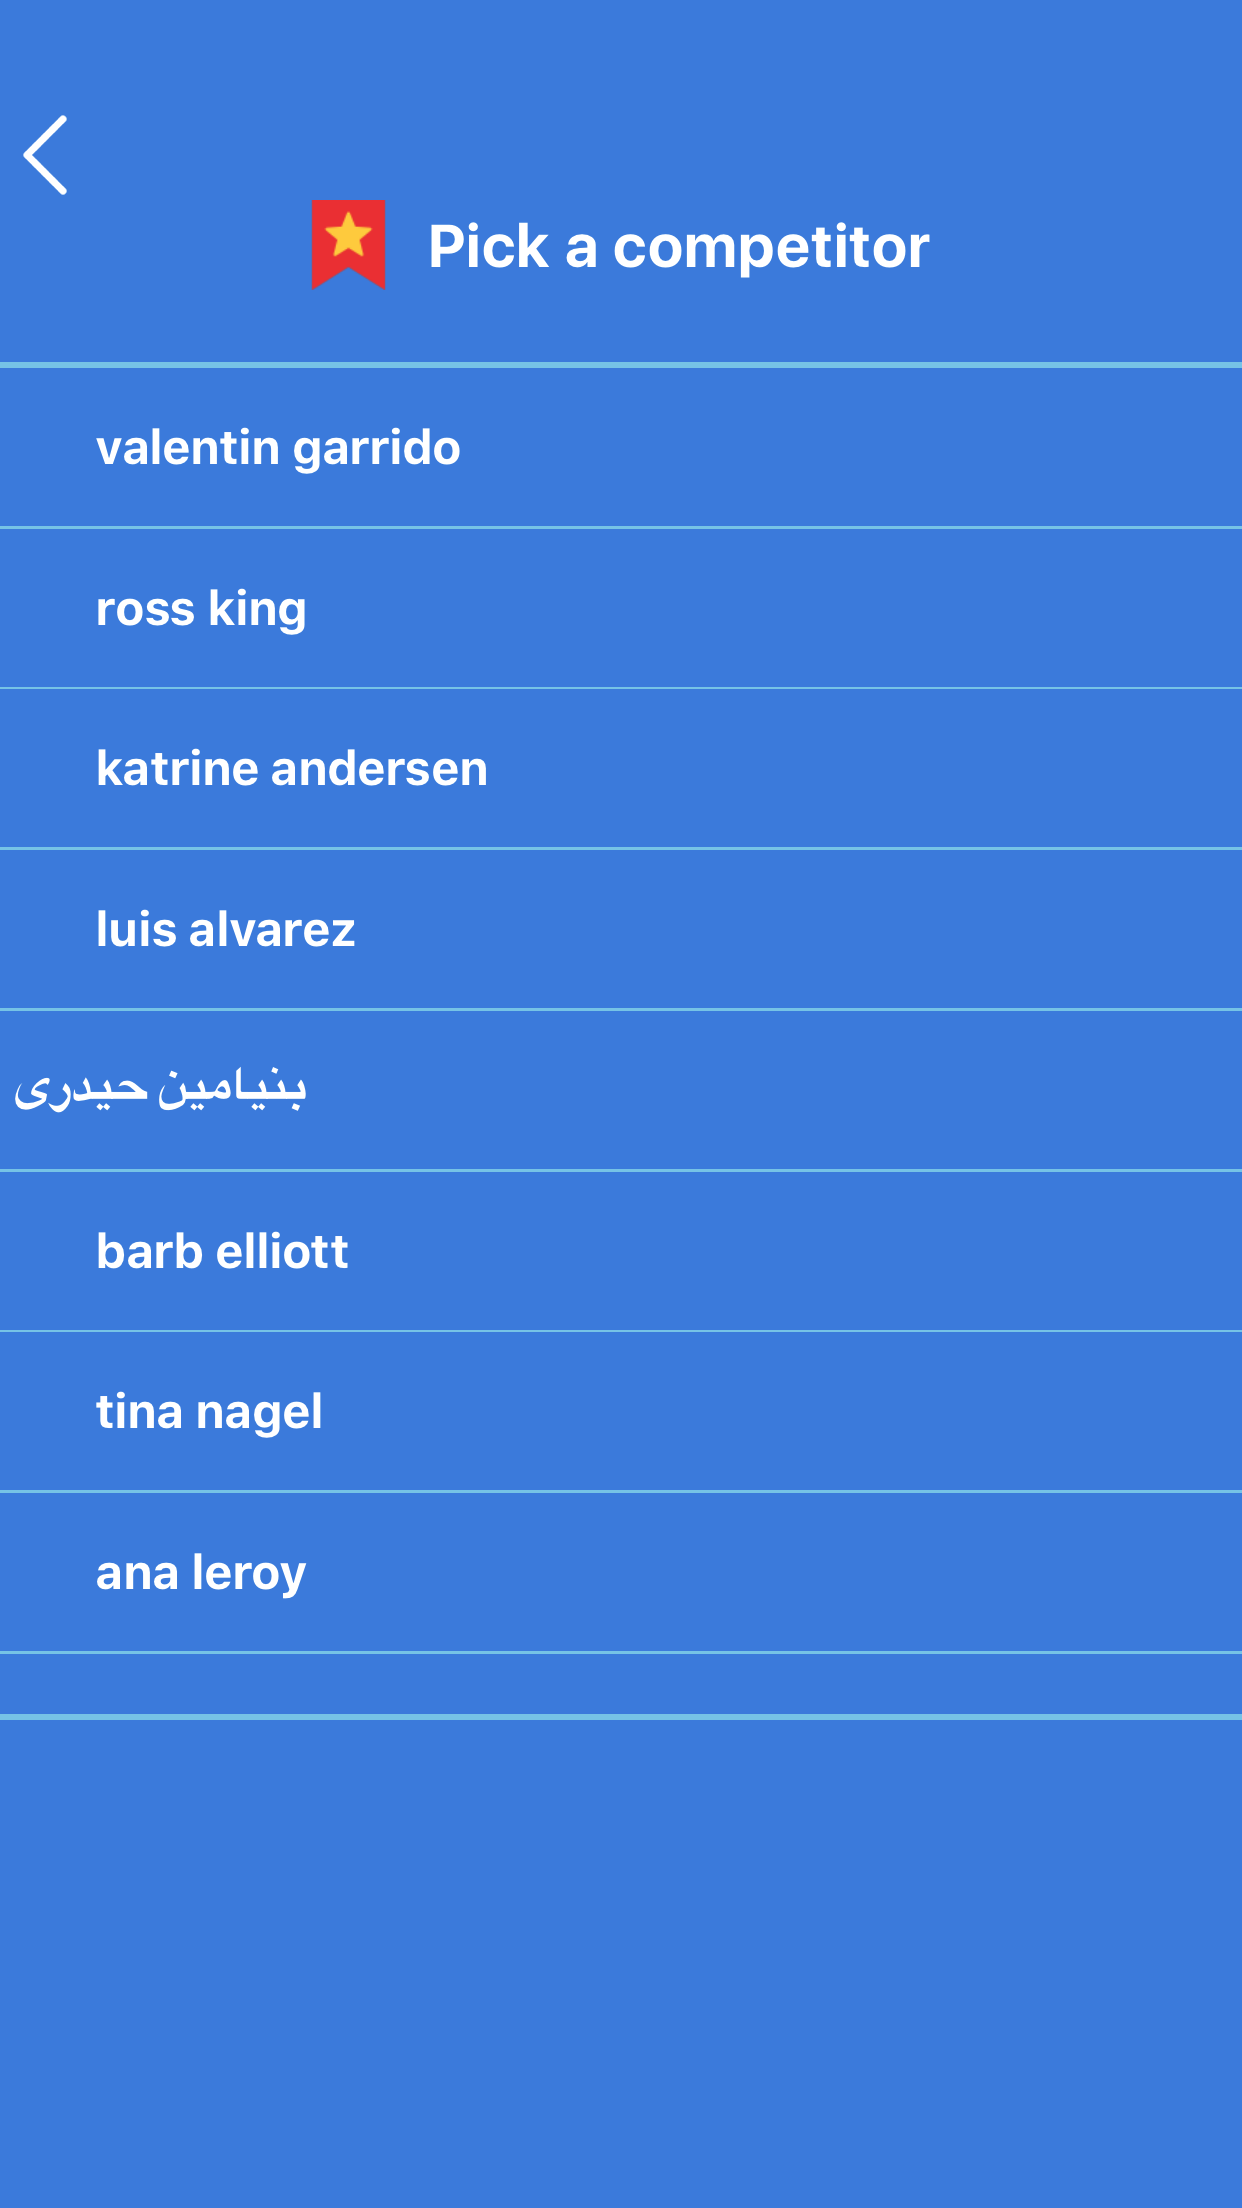 Pick a competitor
valentin garrido
ross king
katrine andersen
luis alvarez
بنیامین حیدری
barb elliott
tina nagel
ana leroy